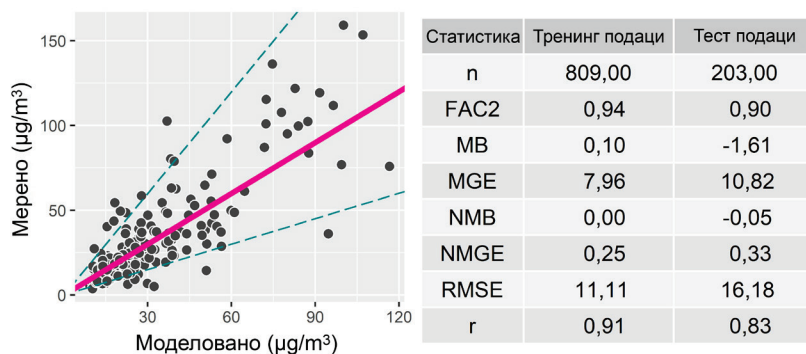 Мерено (µg/m³)
150
100
50
0
30
60
90
120
Моделовано (µg/m³)
Статистика Тренинг подаци Тест подаци
n 809,00 203,00
FAC2 0,94 0,90
MB 0,10 -1,61
MGE 7,96 10,82
NMB 0,00 -0,05
NMGE 0,25 0,33
RMSE 11,11 16,18
r 0,91 0,83